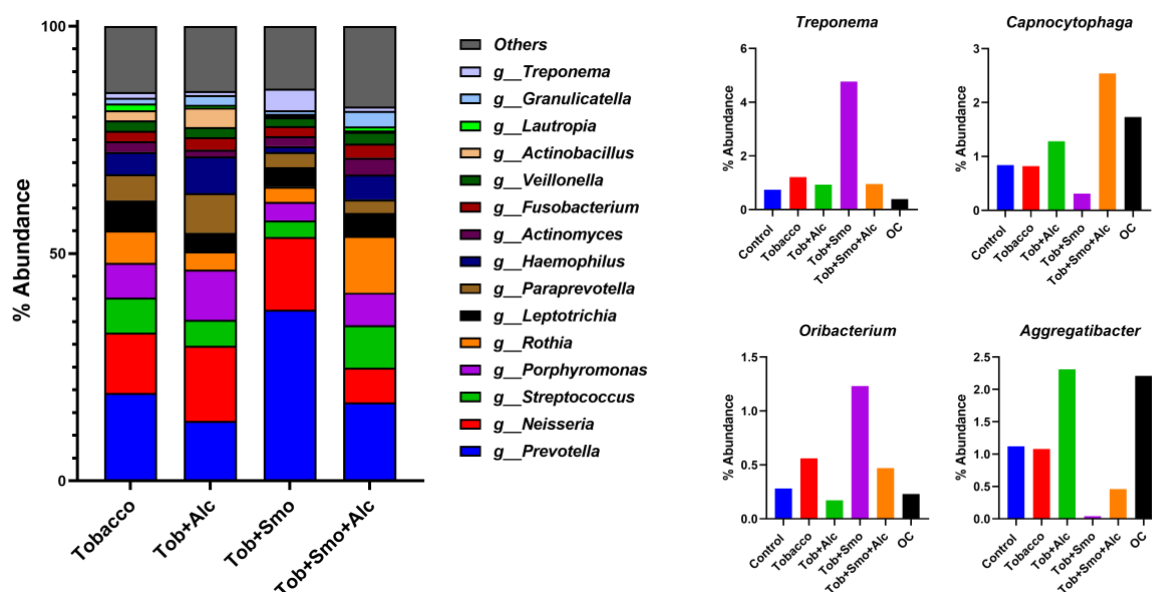 100
50
0
% Abundance
Tobacco
Tob+Alc
Tob+Smo
Tob+Smo+Alc
Others
g__Treponema
g__Granulicatella
g__Lautropia
g__Actinobacillus
g__Veillonella
g__Fusobacterium
g__Actinomyces
g__Haemophilus
g__Paraprevotella
g__Leptotrichia
g__Rothia
g__Porphyromonas
g__Streptococcus
g__Neisseria
g__Prevotella
Treponema
6
4
2
0
% Abundance
Control
Tobacco
Tob+Alc
Tob+Smo
Tob+Smo+Alc
OC
Capnocytophaga
3
2
1
0
% Abundance
Control
Tobacco
Tob+Alc
Tob+Smo
Tob+Smo+Alc
OC
Oribacterium
1.5
1.0
0.5
0.0
% Abundance
Control
Tobacco
Tob+Alc
Tob+Smo
Tob+Smo+Alc
OC
Aggregatibacter
2.5
2.0
1.5
1.0
0.5
0.0
% Abundance
Control
Tobacco
Tob+Alc
Tob+Smo
Tob+Smo+Alc
OC